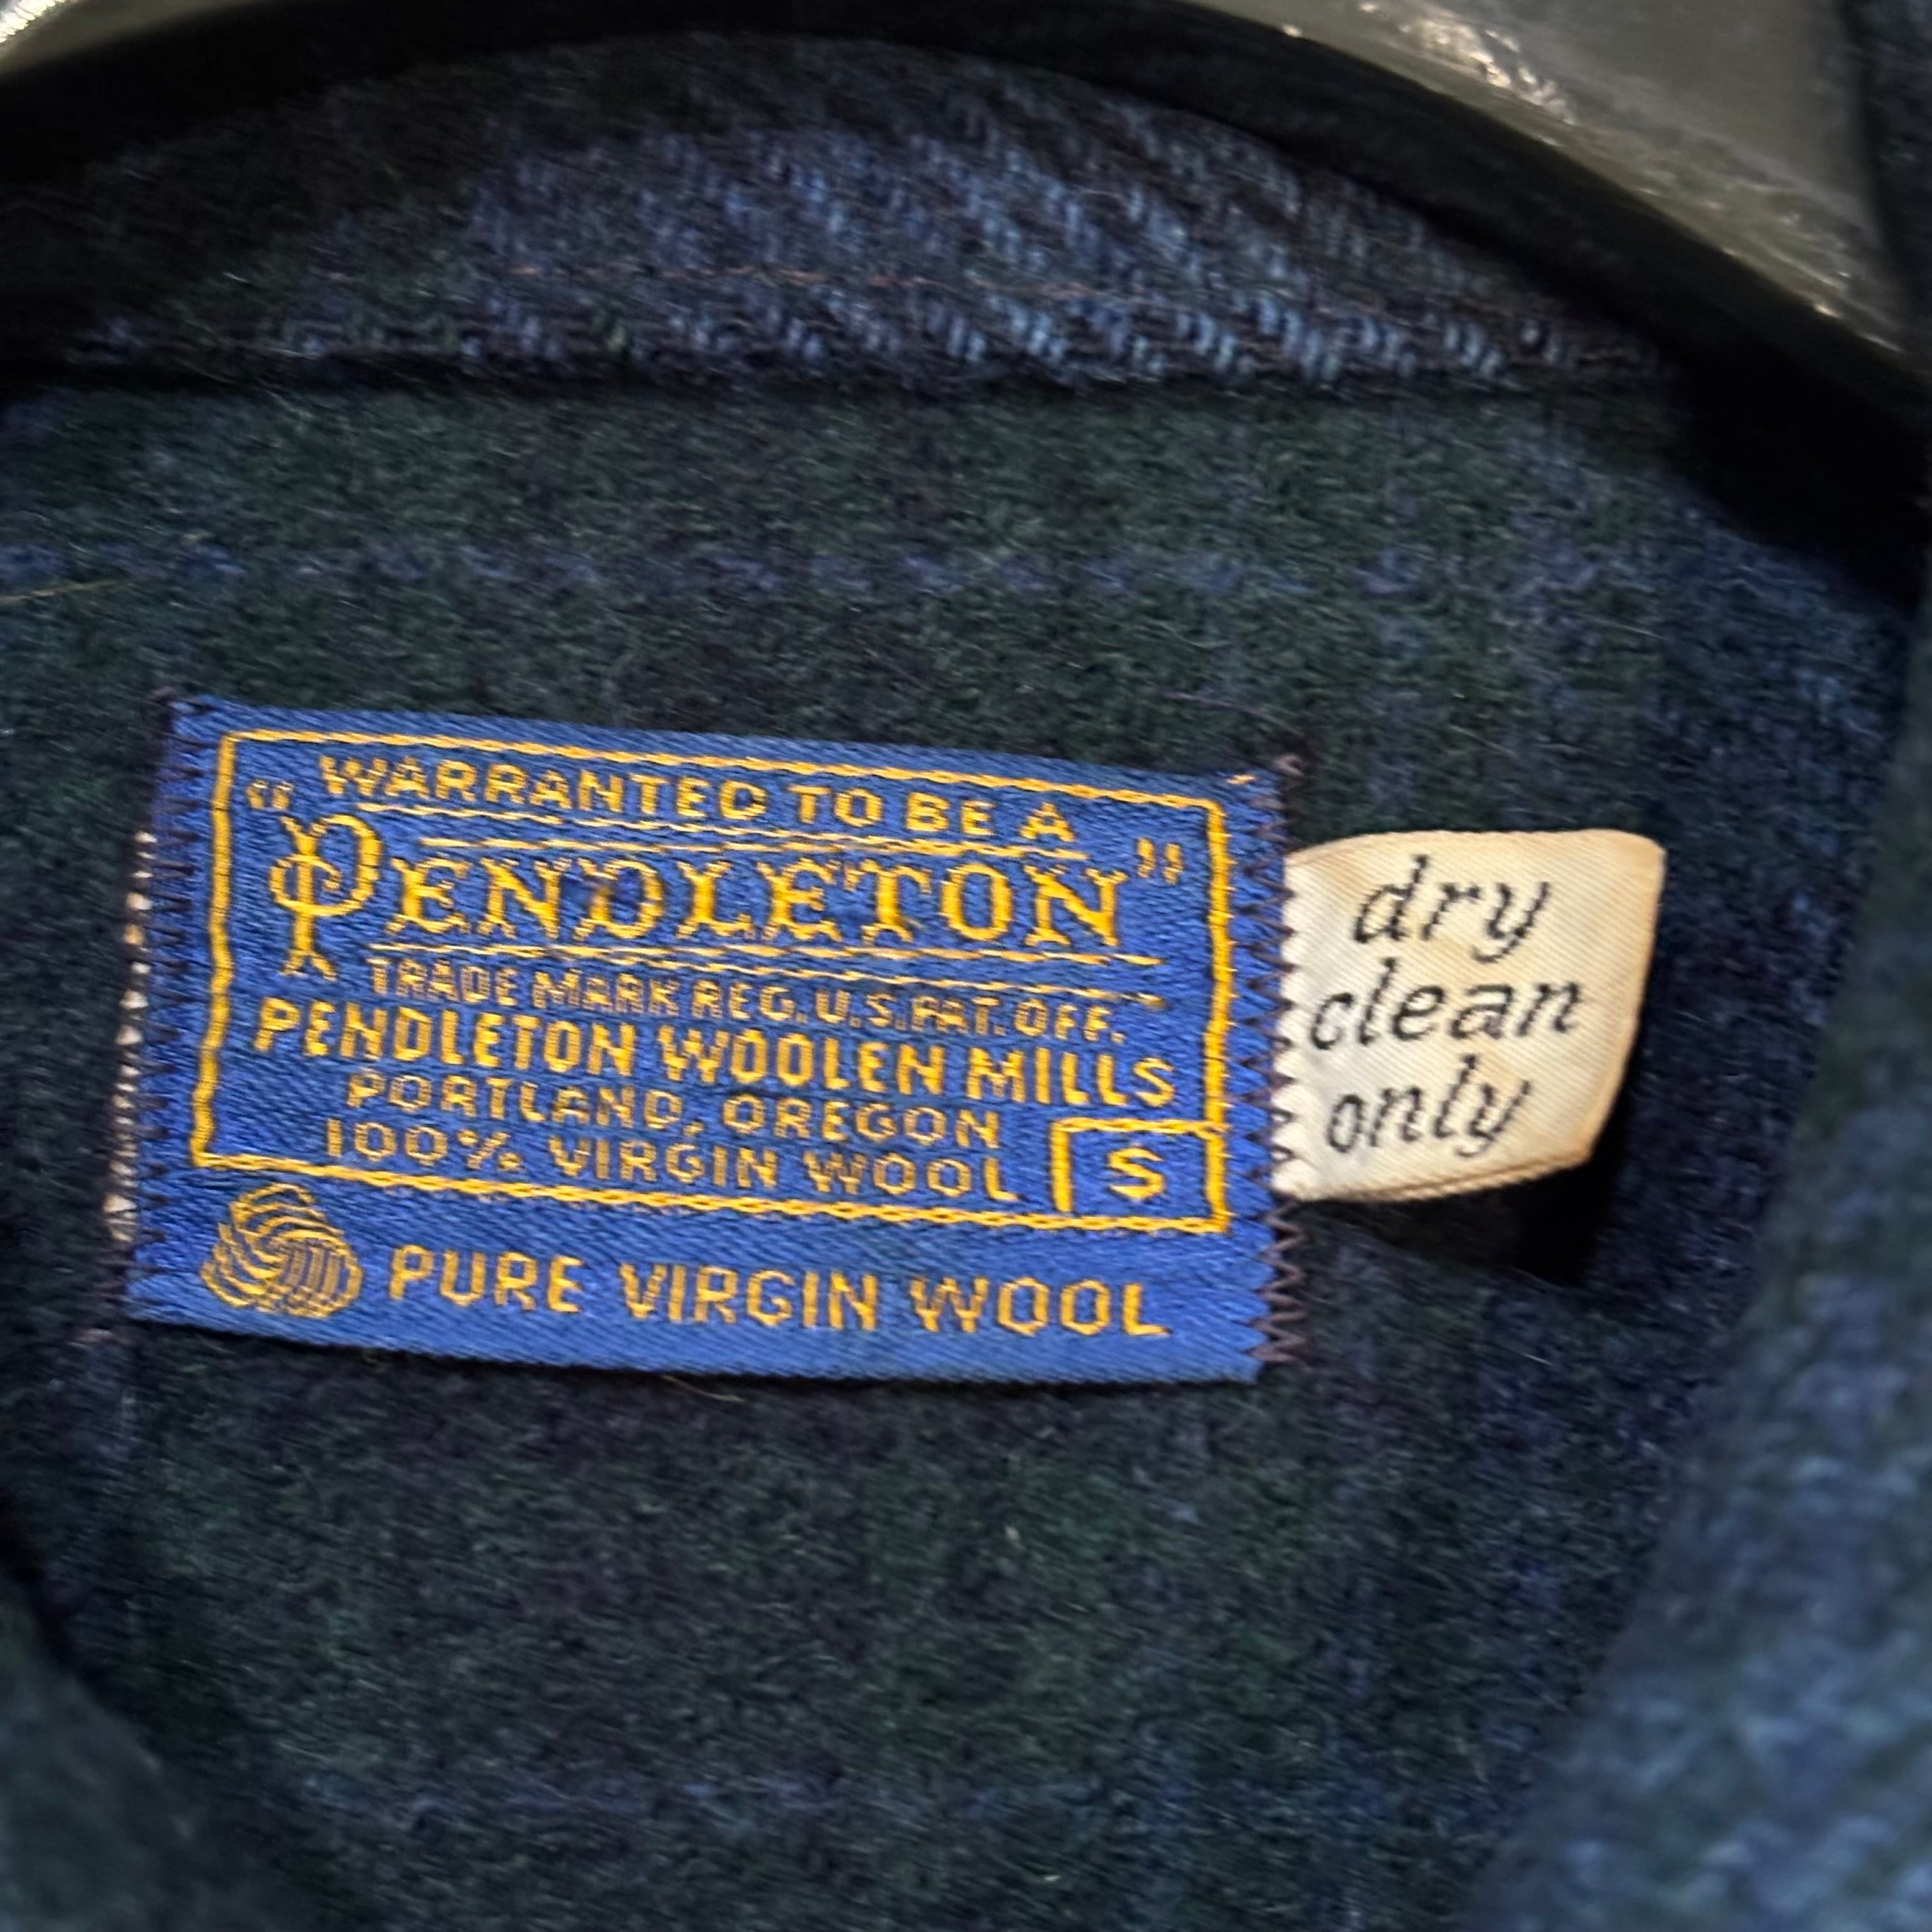 "WARRANTED TO BE A
PENDLETON"
TRADE MARK REG. U.S. PAT. OFF.
PENDLETON WOOLEN MILLS
PORTLAND, OREGON
100% VIRGIN WOOL
S
PURE VIRGIN WOOL
dry
clean
only